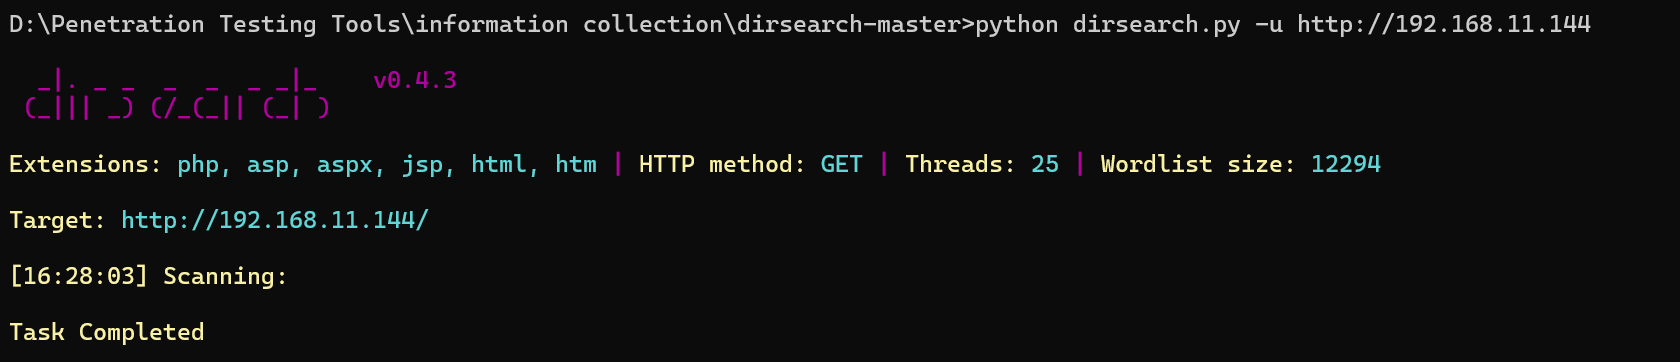 D:\Penetration Testing Tools\information collection\dirsearch-master>python dirsearch.py -u http://192.168.11.144
  _|. _ _  _  _  _ _|_    v0.4.3
 (_||| _) (/_(_|| (_| )
Extensions: php, asp, aspx, jsp, html, htm | HTTP method: GET | Threads: 25 | Wordlist size: 12294
Target: http://192.168.11.144/
[16:28:03] Scanning:
Task Completed